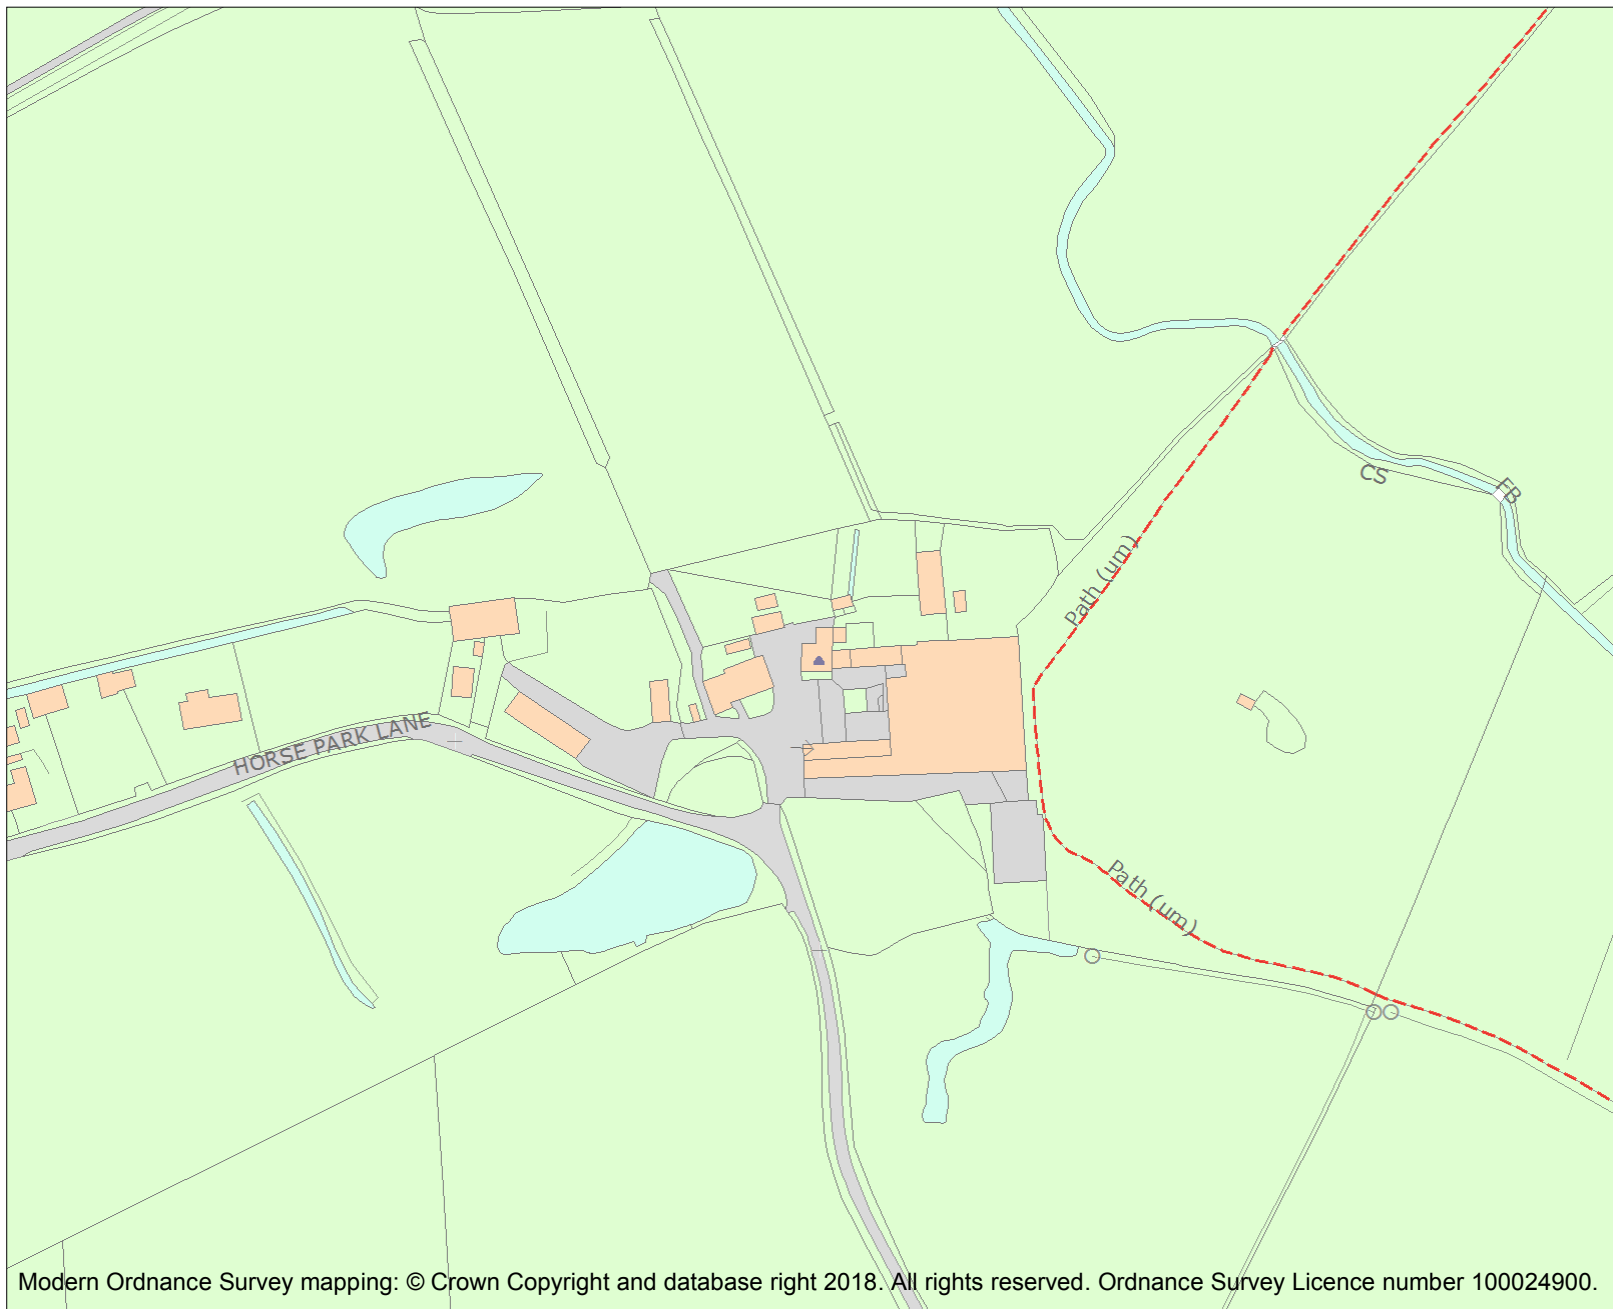 CS
FB
Path (um)
HORSE PARK LANE
Path (um)
Modern Ordnance Survey mapping: © Crown Copyright and database right 2018. All rights reserved. Ordnance Survey Licence number 100024900.